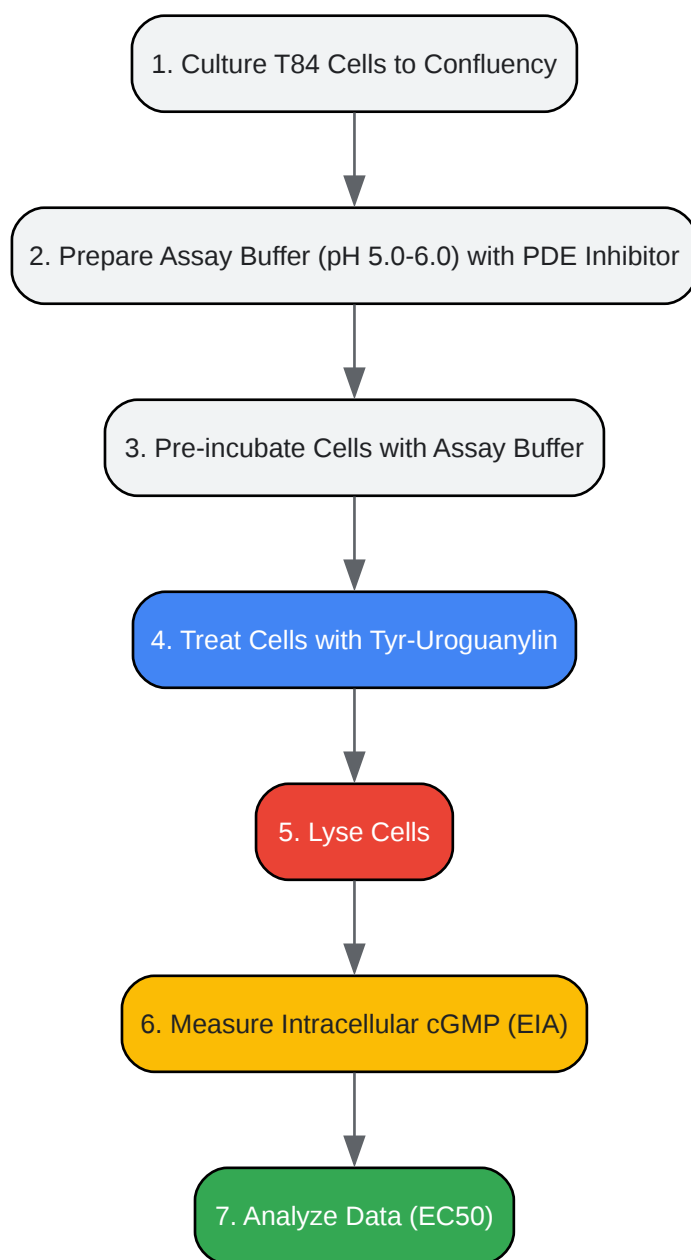 1. Culture T84 Cells to Confluency
2. Prepare Assay Buffer (pH 5.0-6.0) with PDE Inhibitor
3. Pre-incubate Cells with Assay Buffer
4. Treat Cells with Tyr-Uroguanylin
5. Lyse Cells
6. Measure Intracellular cGMP (EIA)
7. Analyze Data (EC50)